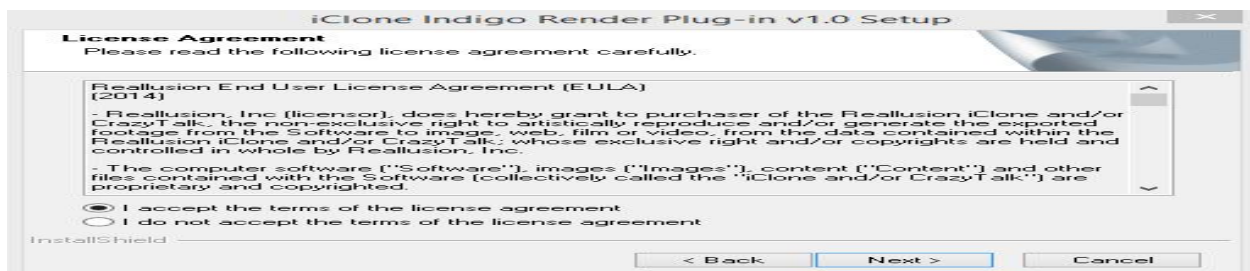 iClone Indigo Render Plug-in v1.0 Setup
License Agreement
Please read the following license agreement carefully.
Reallusion End User License Agreement (EULA)
(2014)
- Reallusion, Inc (licensor), does hereby grant to purchaser of the Reallusion iClone and/or
CrazyTalk, the non-exclusive right to artistically reproduce and/or generate the exported
footage from the Software to image, web, film or video, from the data contained within the
Reallusion iClone and/or CrazyTalk; whose exclusive right and/or copyrights are held and
controlled in whole by Reallusion, Inc.
- The computer software ("Software"), images ("Images"), content ("Content") and other
files contained with the Software (collectively called the "iClone and/or CrazyTalk") are
proprietary and copyrighted.
I accept the terms of the license agreement
I do not accept the terms of the license agreement
InstallShield
< Back Next > Cancel